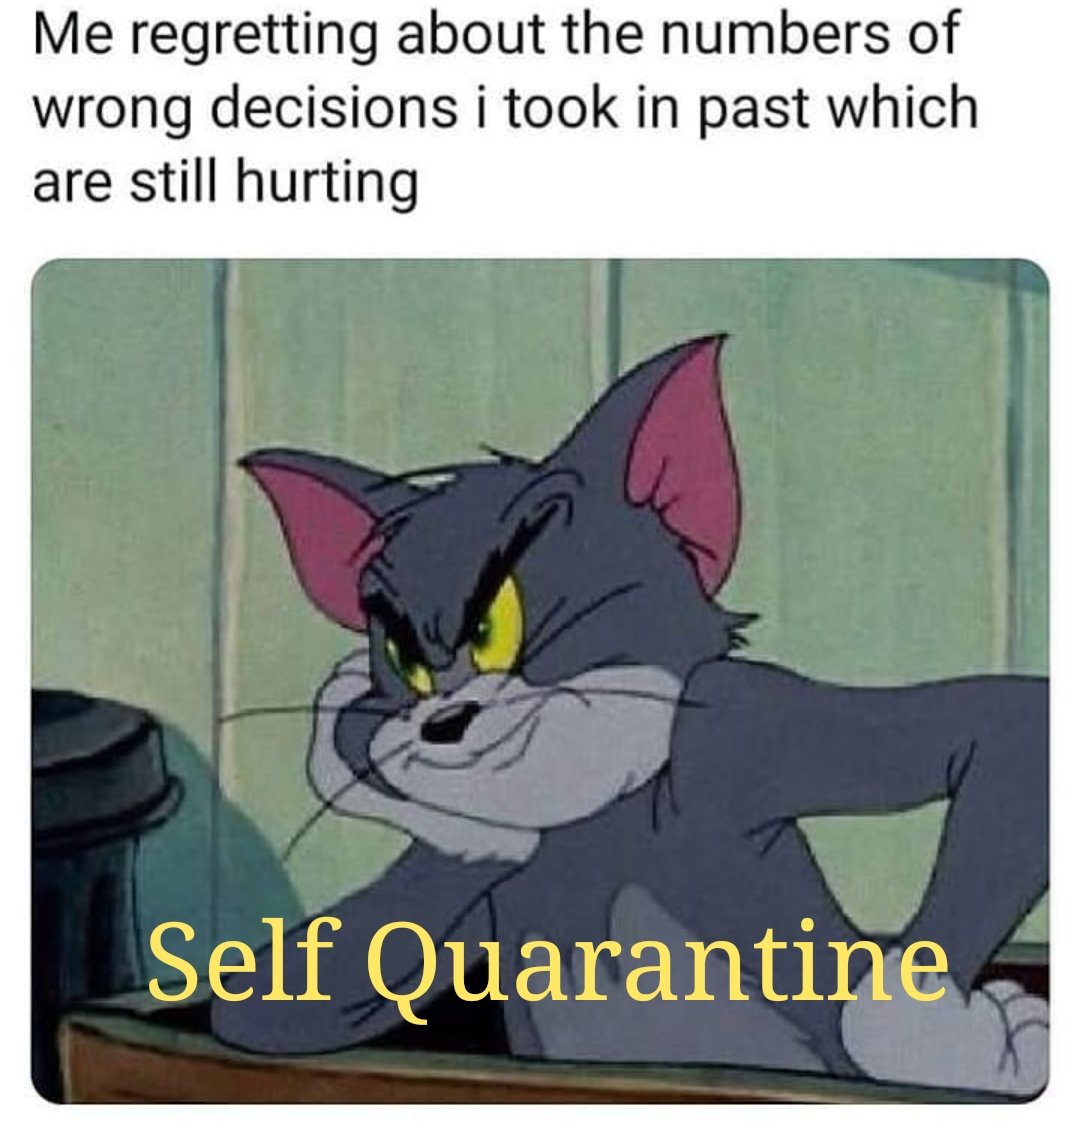 Me regretting about the numbers of
wrong decisions i took in past which
are still hurting
Self Quarantine